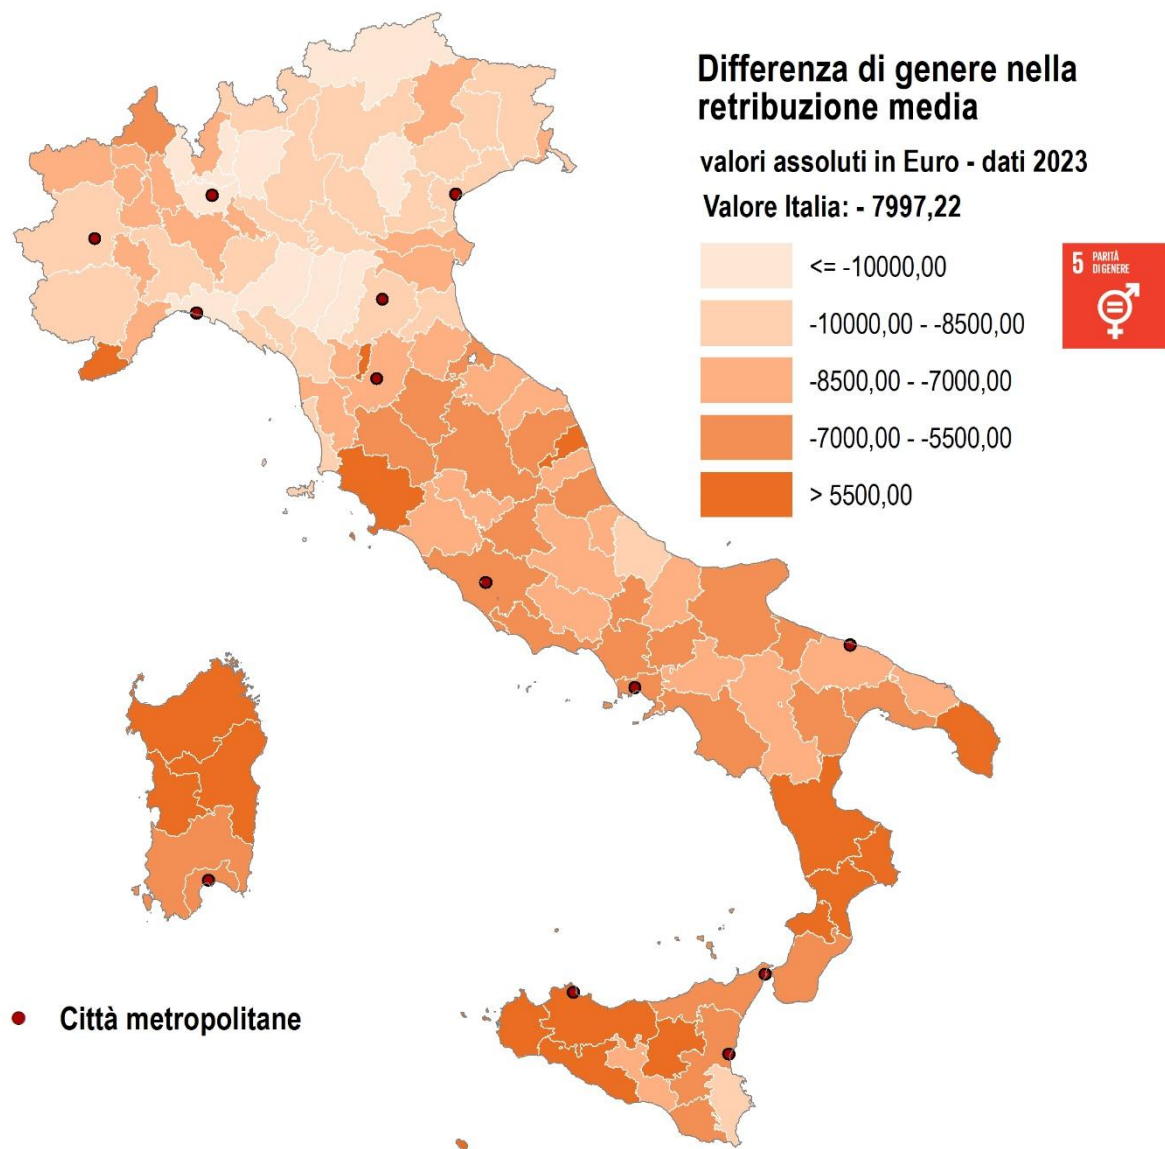 Differenza di genere nella
retribuzione media
valori assoluti in Euro - dati 2023
Valore Italia: - 7997,22
<= -10000,00
-10000,00 - -8500,00
-8500,00 - -7000,00
-7000,00 - -5500,00
> 5500,00
5 PARITÀ
DI GENERE
Città metropolitane